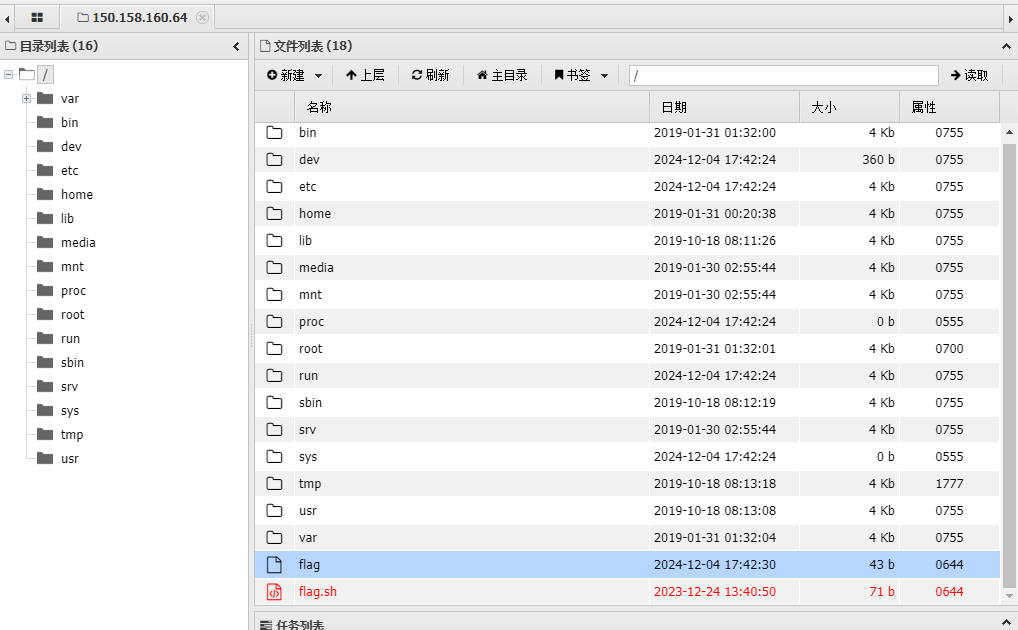 150.158.160.64
目录列表 (16)
/
var
bin
dev
etc
home
lib
media
mnt
proc
root
run
sbin
srv
sys
tmp
usr
文件列表 (18)
新建 上层 刷新 主目录 书签 / 读取
名称 日期 大小 属性
bin 2019-01-31 01:32:00 4 Kb 0755
dev 2024-12-04 17:42:24 360 b 0755
etc 2024-12-04 17:42:24 4 Kb 0755
home 2019-01-31 00:20:38 4 Kb 0755
lib 2019-10-18 08:11:26 4 Kb 0755
media 2019-01-30 02:55:44 4 Kb 0755
mnt 2019-01-30 02:55:44 4 Kb 0755
proc 2024-12-04 17:42:24 0 b 0555
root 2019-01-31 01:32:01 4 Kb 0700
run 2024-12-04 17:42:24 4 Kb 0755
sbin 2019-10-18 08:12:19 4 Kb 0755
srv 2019-01-30 02:55:44 4 Kb 0755
sys 2024-12-04 17:42:24 0 b 0555
tmp 2019-10-18 08:13:18 4 Kb 1777
usr 2019-10-18 08:13:08 4 Kb 0755
var 2019-01-31 01:32:04 4 Kb 0755
flag 2024-12-04 17:42:30 43 b 0644
flag.sh 2023-12-24 13:40:50 71 b 0644
任务列表